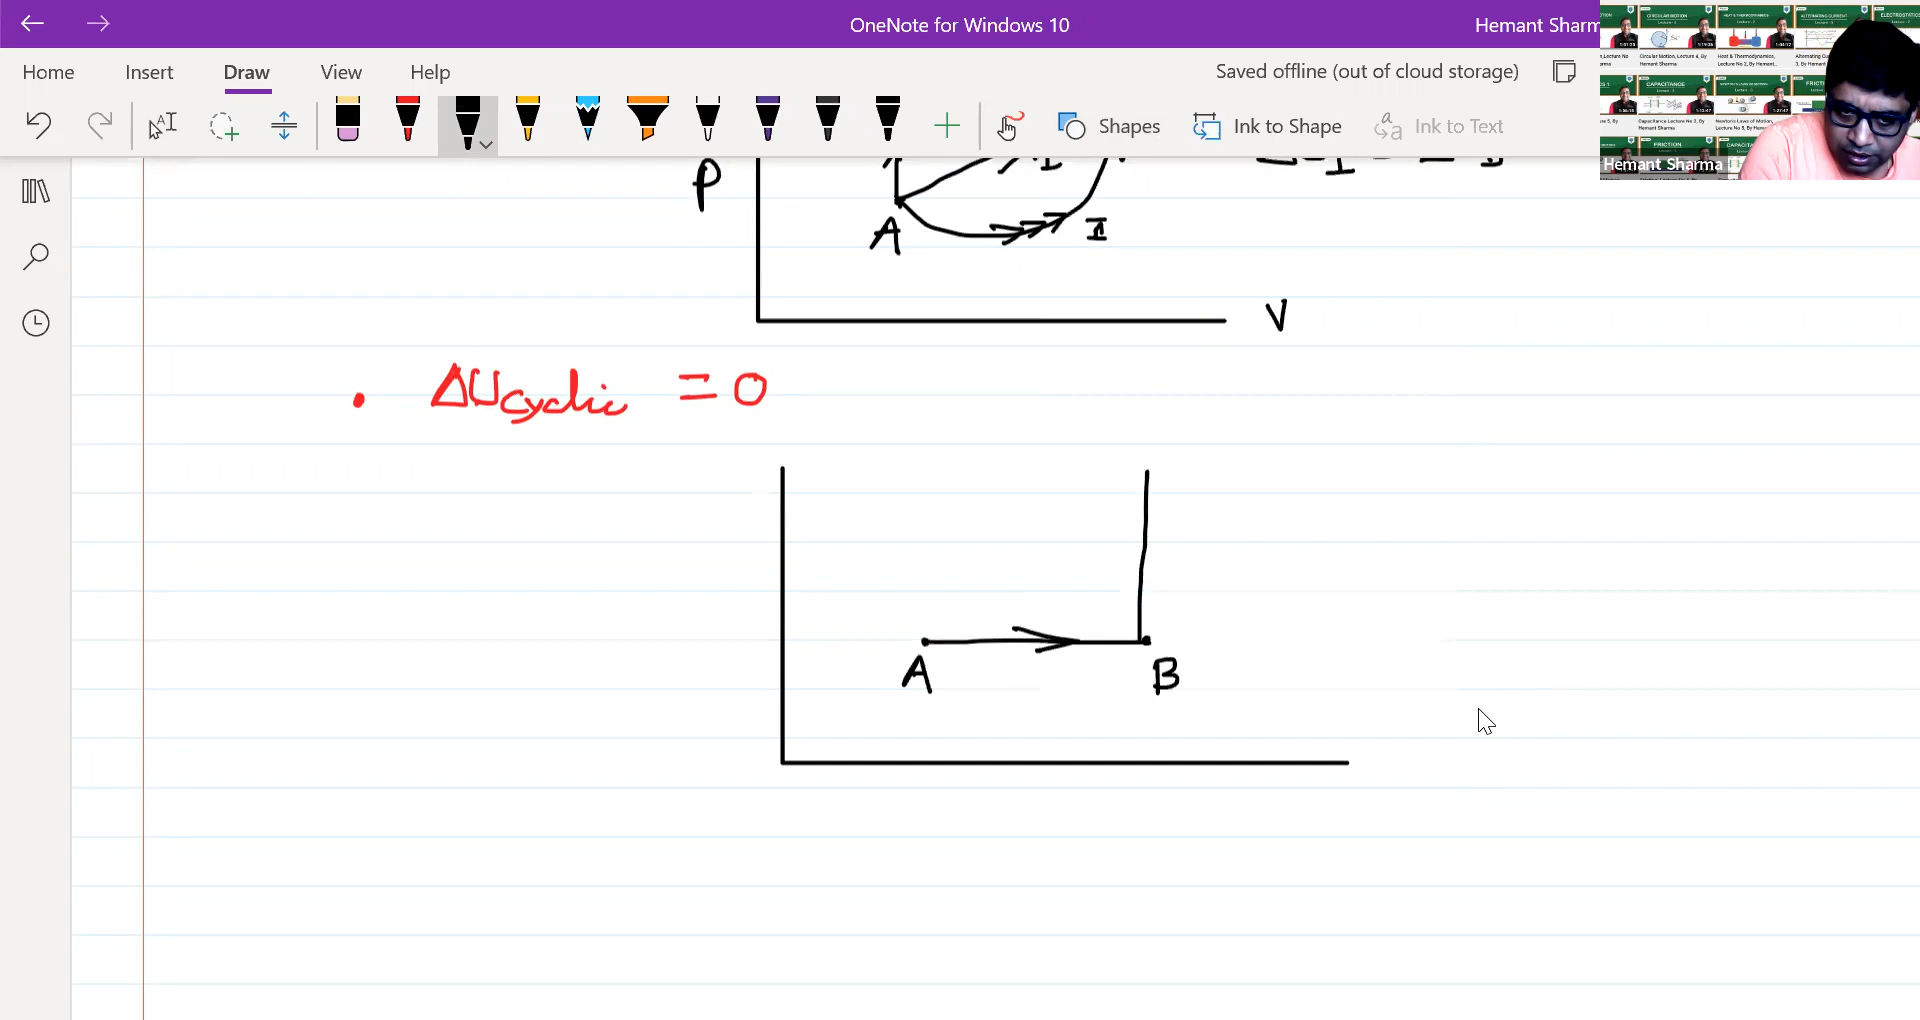 OneNote for Windows 10
Hemant Sharm
Home Insert Draw View Help
Saved offline (out of cloud storage)
Shapes Ink to Shape Ink to Text
Hemant Sharma
P
I
A
I
V
. ΔUcyclic = 0
A
B